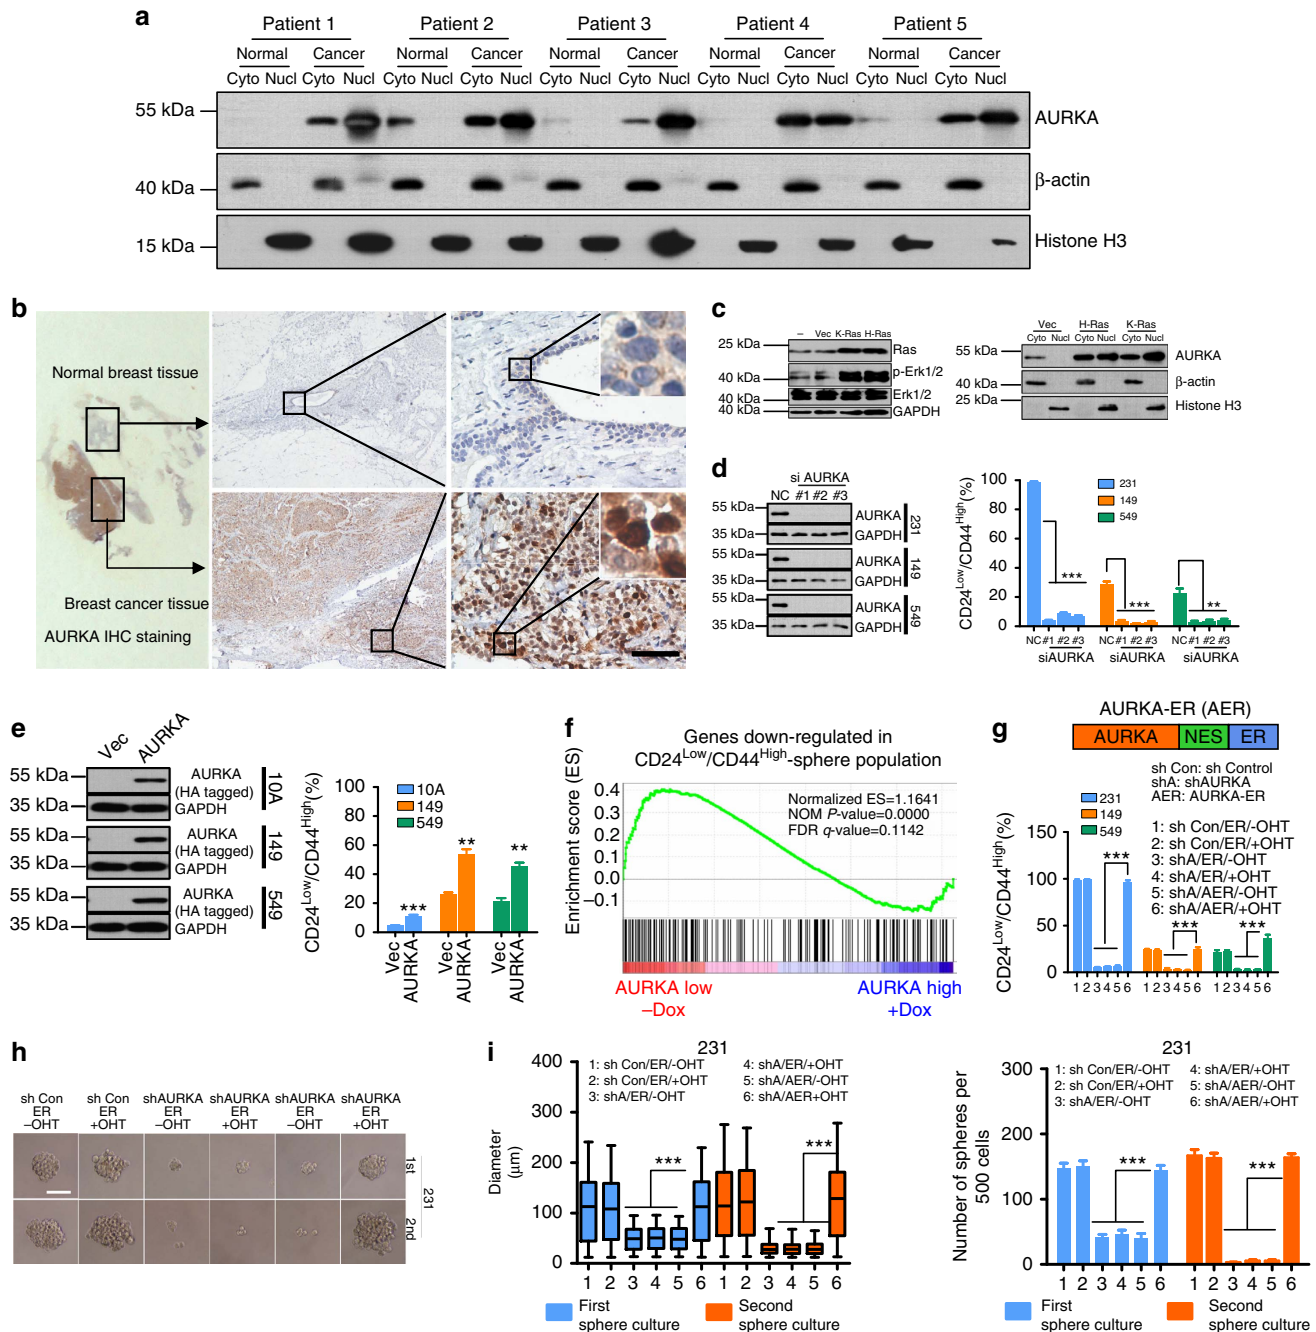 a
Patient 1 Patient 2 Patient 3 Patient 4 Patient 5
Normal Cancer Normal Cancer Normal Cancer Normal Cancer Normal Cancer
Cyto Nucl Cyto Nucl Cyto Nucl Cyto Nucl Cyto Nucl Cyto Nucl Cyto Nucl Cyto Nucl Cyto Nucl Cyto Nucl
55 kDa AURKA
40 kDa β-actin
15 kDa Histone H3
b
Normal breast tissue
Breast cancer tissue
AURKA IHC staining
c
– Vec K-Ras H-Ras
25 kDa Ras
40 kDa p-Erk1/2
40 kDa Erk1/2
40 kDa GAPDH
Vec H-Ras K-Ras
Cyto Nucl Cyto Nucl Cyto Nucl
55 kDa AURKA
40 kDa β-actin
25 kDa Histone H3
d
si AURKA
NC #1 #2 #3
55 kDa AURKA
35 kDa GAPDH
231
55 kDa AURKA
35 kDa GAPDH
149
55 kDa AURKA
35 kDa GAPDH
549
CD24Low/CD44High(%)
100
80
60
40
20
0
231
149
549
*** *** **
NC #1 #2 #3 NC #1 #2 #3 NC #1 #2 #3
siAURKA siAURKA siAURKA
e
Vec AURKA
55 kDa AURKA (HA tagged)
35 kDa GAPDH
10A
55 kDa AURKA (HA tagged)
35 kDa GAPDH
149
55 kDa AURKA (HA tagged)
35 kDa GAPDH
549
CD24Low/CD44High(%)
100
80
60
40
20
0
10A
149
549
*** ** **
Vec AURKA Vec AURKA Vec AURKA
f
Genes down-regulated in
CD24Low/CD44High-sphere population
Enrichment score (ES)
0.4
0.3
0.2
0.1
0.0
–0.1
Normalized ES=1.1641
NOM P-value=0.0000
FDR q-value=0.1142
AURKA low AURKA high
–Dox +Dox
g
AURKA-ER (AER)
AURKA NES ER
sh Con: sh Control
shA: shAURKA
AER: AURKA-ER
231
149
549
1: sh Con/ER/-OHT
2: sh Con/ER/+OHT
3: shA/ER/-OHT
4: shA/ER/+OHT
5: shA/AER/-OHT
6: shA/AER/+OHT
CD24Low/CD44High(%)
150
100
50
0
*** *** ***
1 2 3 4 5 6 1 2 3 4 5 6 1 2 3 4 5 6
h
sh Con sh Con shAURKA shAURKA shAURKA shAURKA
ER ER ER ER ER ER
–OHT +OHT –OHT +OHT –OHT +OHT
1st
2nd
231
i
231
Diameter
(μm)
400
300
200
100
0
1: sh Con/ER/-OHT 4: shA/ER/+OHT
2: sh Con/ER/+OHT 5: shA/AER/-OHT
3: shA/ER/-OHT 6: shA/AER+OHT
*** ***
1 2 3 4 5 6 1 2 3 4 5 6
First sphere culture
Second sphere culture
231
Number of spheres per
500 cells
300
200
100
0
1: sh Con/ER/-OHT 4: shA/ER/+OHT
2: sh Con/ER/+OHT 5: shA/AER/-OHT
3: shA/ER/-OHT 6: shA/AER/+OHT
*** ***
1 2 3 4 5 6 1 2 3 4 5 6
First sphere culture
Second sphere culture